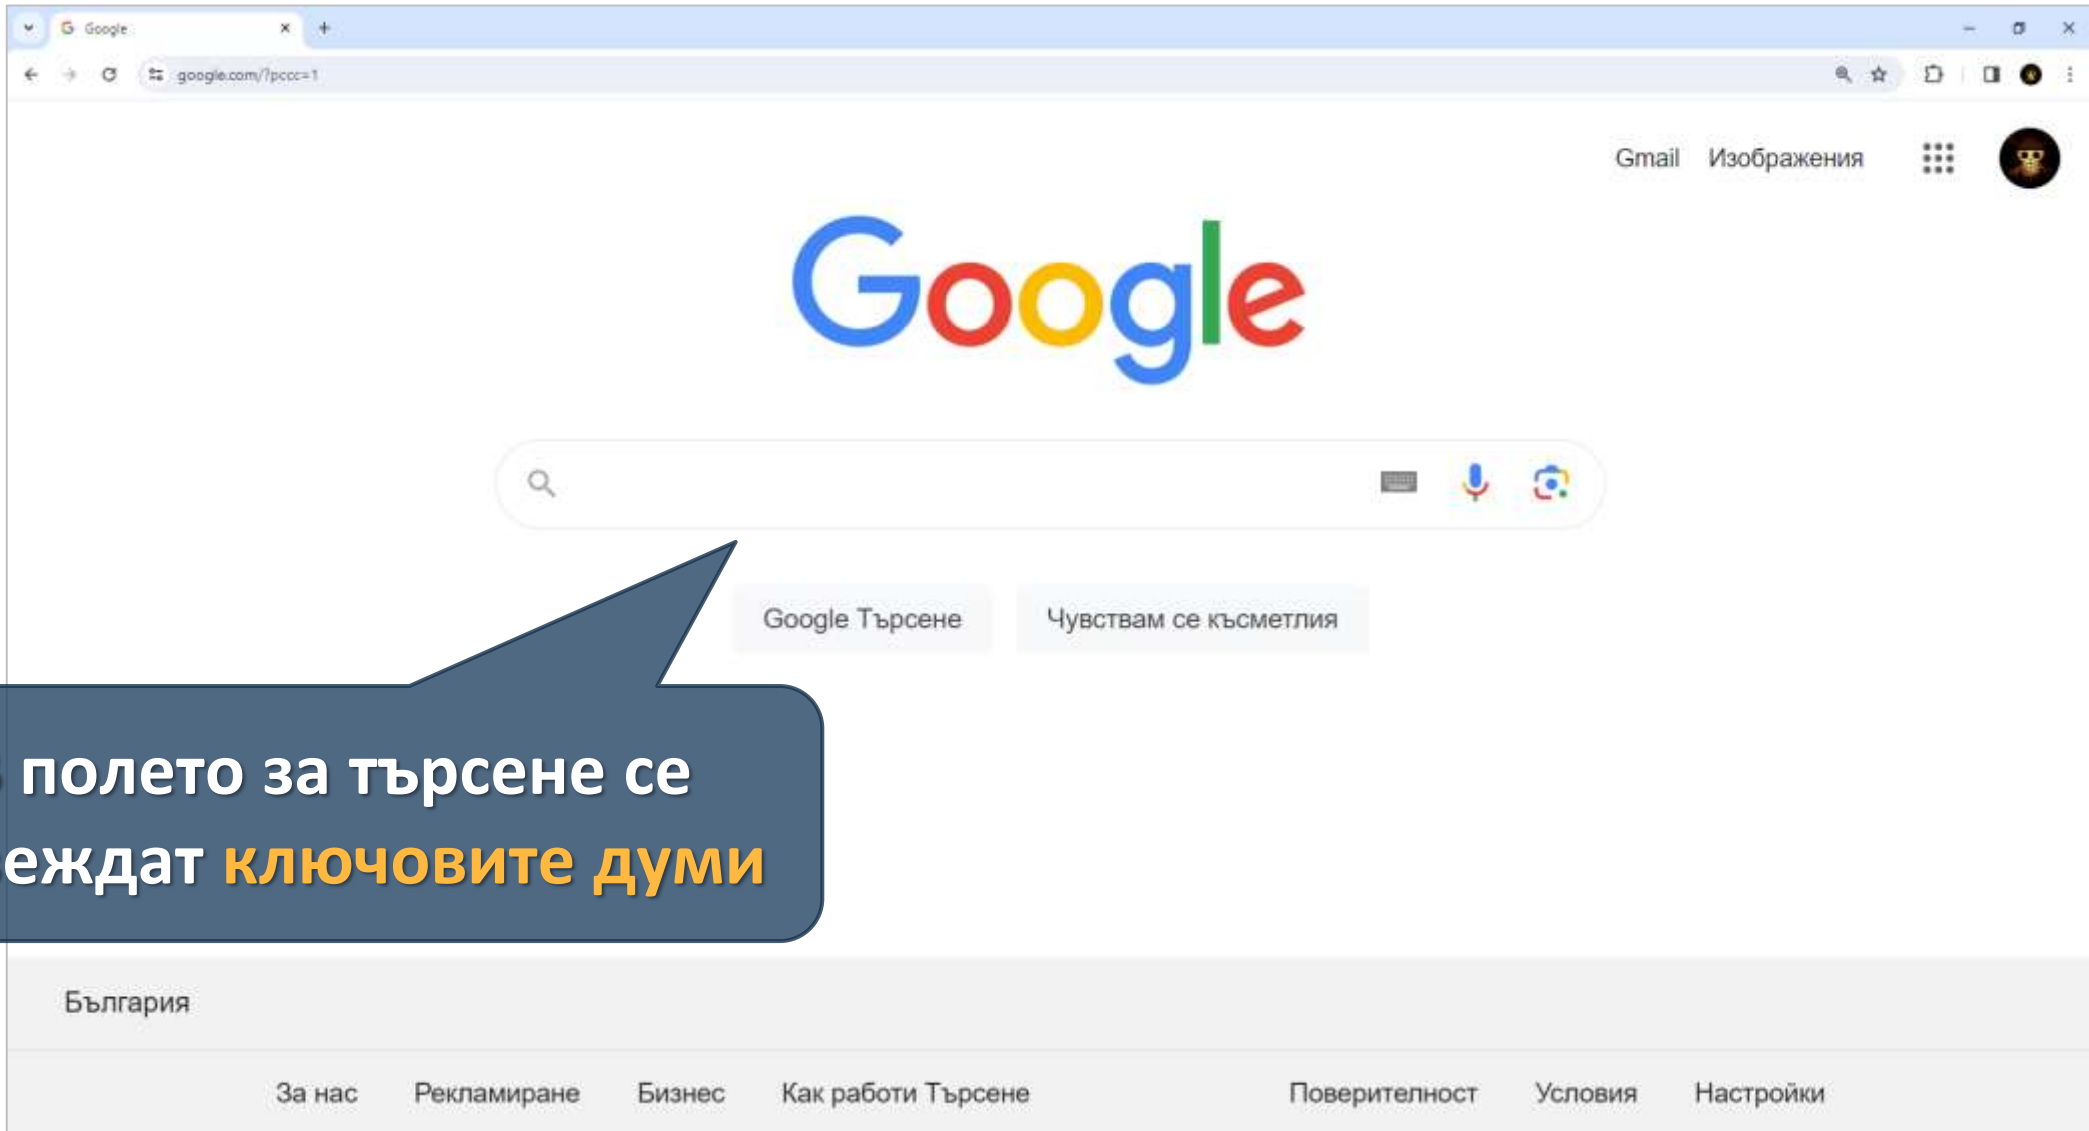 Google
google.com/?pccc=1
Gmail Изображения
Google
Google Търсене Чувствам се късметлия
полето за търсене се
ключовите думи
България
За нас Рекламиране Бизнес Как работи Търсене Поверителност Условия Настройки